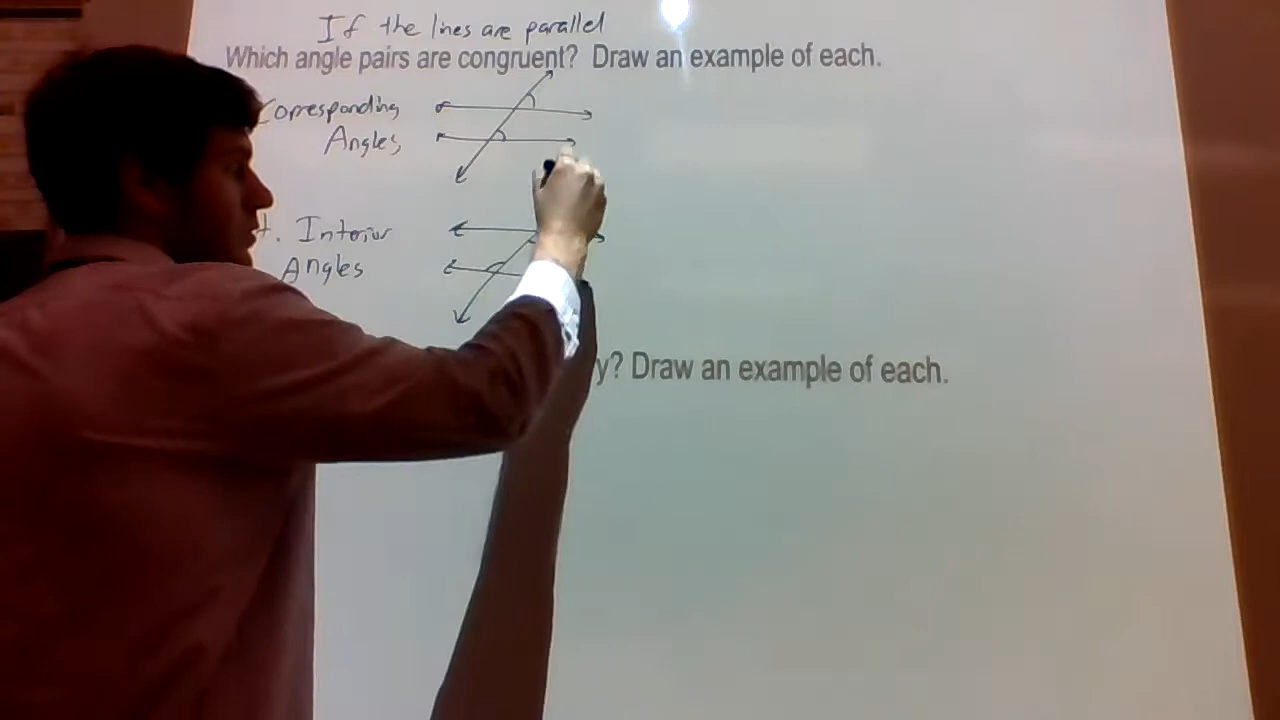 If the lines are parallel
Which angle pairs are congruent? Draw an example of each.
Corresponding
Angles
t. Interior
Angles
y? Draw an example of each.